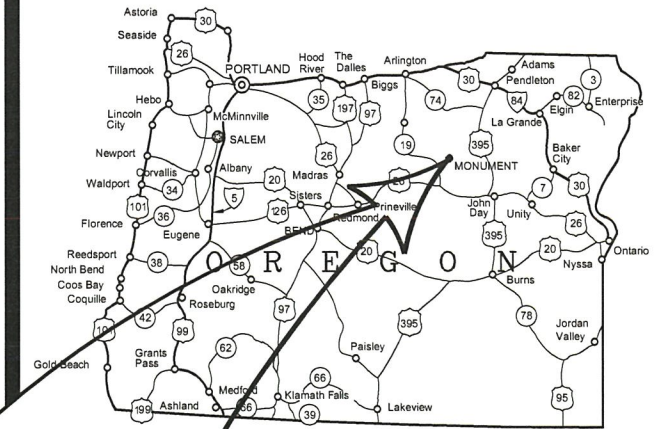 Astoria
30
Seaside
26
PORTLAND
Hood River
The Dalles
Arlington
Adams
Pendleton
3
Tillamook
Biggs
30
84
82
Enterprise
35
197
97
74
La Grande
Elgin
Hebo
McMinnville
Lincoln City
SALEM
19
395
Baker City
Newport
26
MONUMENT
Corvallis
Albany
20
Madras
26
7
30
Waldport
34
5
Sisters
Prineville
John Day
Unity
101
36
126
Redmond
26
Florence
Eugene
BEND
395
20
Ontario
Reedsport
38
OREGON
58
20
Nyssa
North Bend
Coos Bay
Oakridge
Burns
Coquille
Roseburg
97
78
101
42
99
395
Jordan Valley
62
Paisley
Gold Beach
Grants Pass
66
Medford
Klamath Falls
95
199
Ashland
66
39
Lakeview